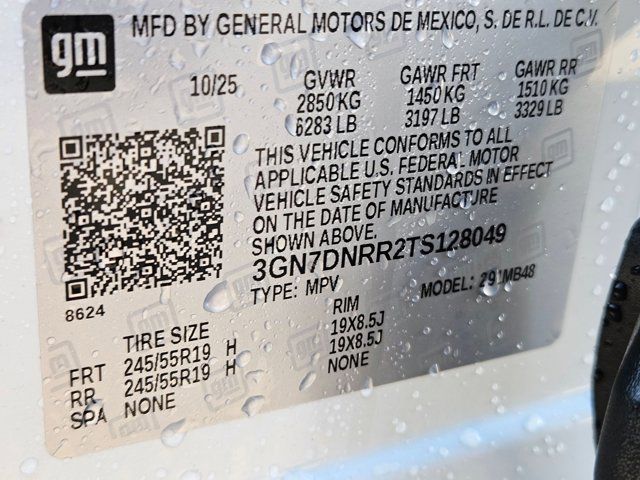 gm
MFD BY GENERAL MOTORS DE MEXICO, S. DE R.L. DE C.V.
10/25 GVWR GAWR FRT GAWR RR
2850 KG 1450 KG 1510 KG
6283 LB 3197 LB 3329 LB
THIS VEHICLE CONFORMS TO ALL
APPLICABLE U.S. FEDERAL MOTOR
VEHICLE SAFETY STANDARDS IN EFFECT
ON THE DATE OF MANUFACTURE
SHOWN ABOVE.
3GN7DNRR2TS128049
TYPE: MPV MODEL:
8624
TIRE SIZE RIM
FRT 245/55R19 H 19X8.5J
RR 245/55R19 H 19X8.5J
SPA NONE NONE